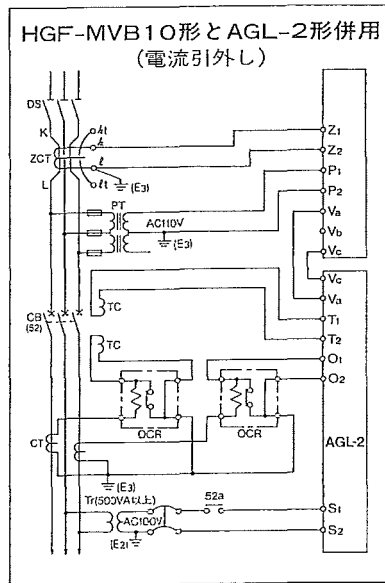 HGF-MVB10形とAGL-2形併用
(電流引外し)
DS
K
kt
k
ZCT
l
L
lt
(E3)
Z1
Z2
P1
P2
Va
Vb
Vc
PT
AC110V
(E3)
Vc
Va
T1
T2
O1
O2
AGL-2
S1
S2
TC
CB
(52)
TC
OCR
OCR
CT
(E3)
Tr(500VA以上)
52a
AC100V
(E2)